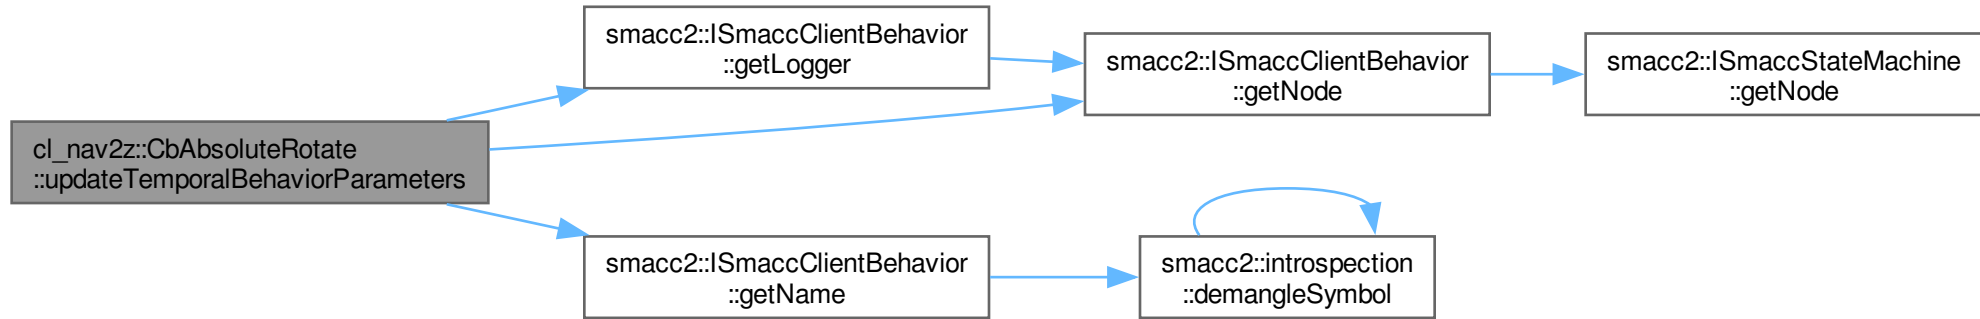 cl_nav2z::CbAbsoluteRotate
::updateTemporalBehaviorParameters
smacc2::ISmaccClientBehavior
::getLogger
smacc2::ISmaccClientBehavior
::getNode
smacc2::ISmaccStateMachine
::getNode
smacc2::ISmaccClientBehavior
::getName
smacc2::introspection
::demangleSymbol